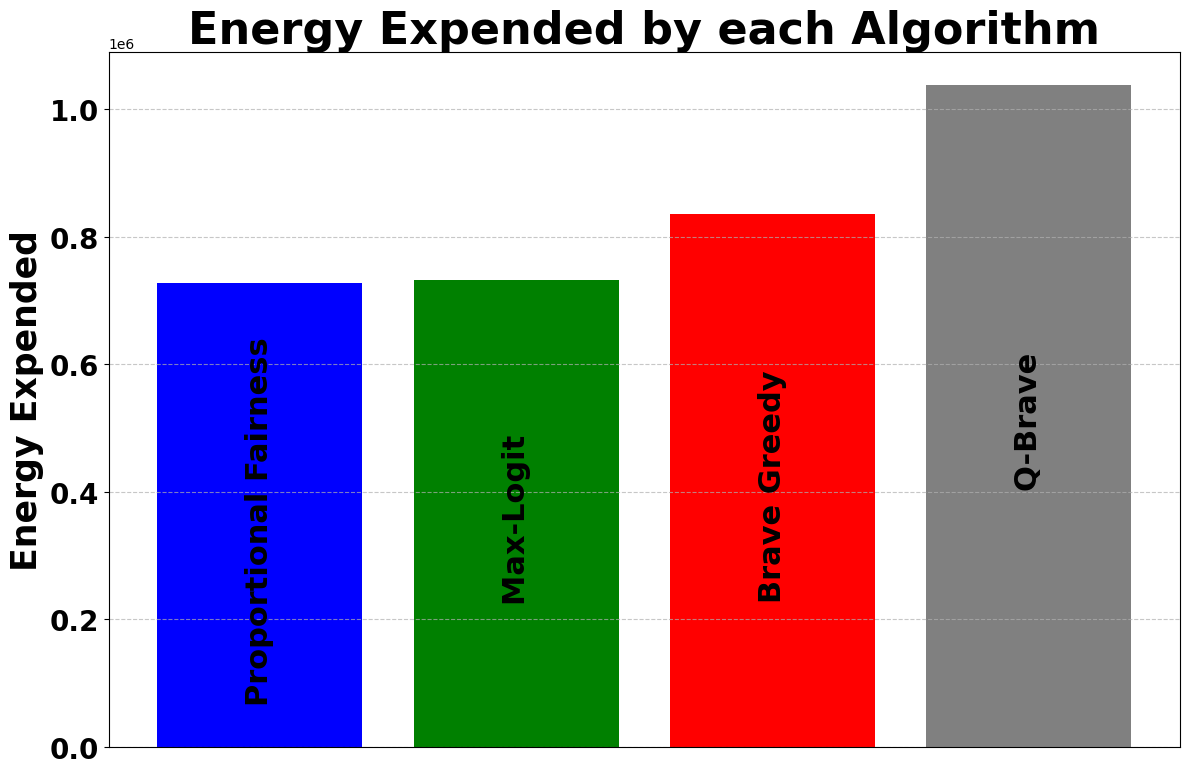 Energy Expended by each Algorithm
1e6
1.0
0.8
0.6
0.4
0.2
0.0
Energy Expended
Proportional Fairness
Max-Logit
Brave Greedy
Q-Brave